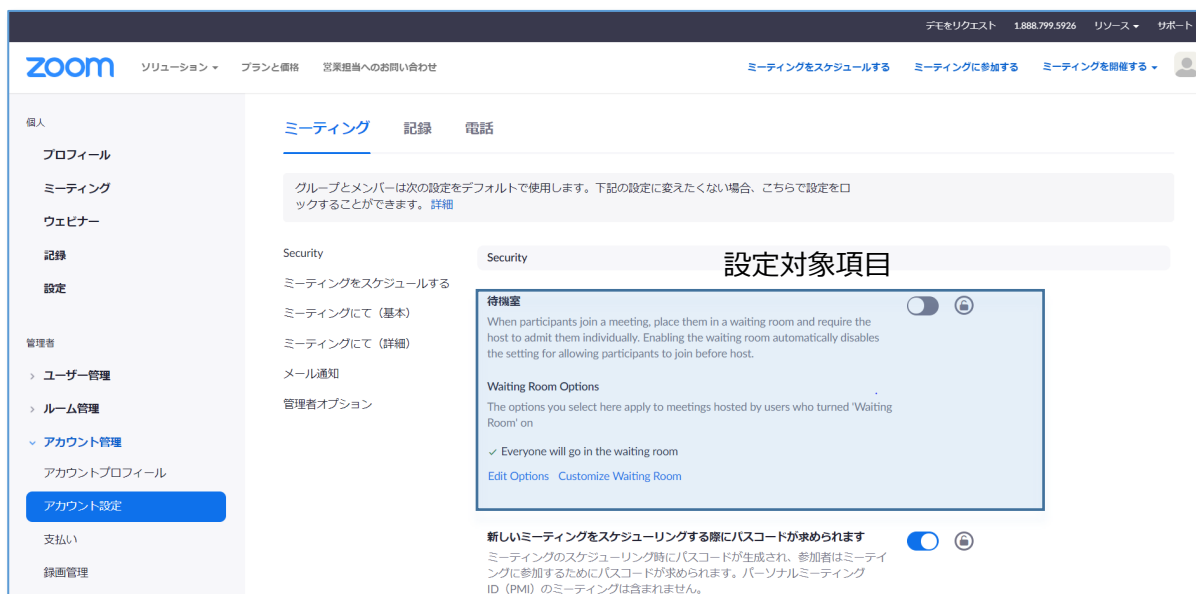 デモをリクエスト 1.888.799.5926 リソース サポート
zoom ソリューション プランと価格 営業担当へのお問い合わせ ミーティングをスケジュールする ミーティングに参加する ミーティングを開催する
個人
プロフィール
ミーティング
ウェビナー
記録
設定
管理者
ユーザー管理
ルーム管理
アカウント管理
アカウントプロフィール
アカウント設定
支払い
録画管理
ミーティング 記録 電話
グループとメンバーは次の設定をデフォルトで使用します。下記の設定に変えたくない場合、こちらで設定をロ
ックすることができます。 詳細
Security
ミーティングをスケジュールする
ミーティングにて（基本）
ミーティングにて（詳細）
メール通知
管理者オプション
Security
設定対象項目
待機室
When participants join a meeting, place them in a waiting room and require the
host to admit them individually. Enabling the waiting room automatically disables
the setting for allowing participants to join before host.
Waiting Room Options
The options you select here apply to meetings hosted by users who turned 'Waiting
Room' on
✓ Everyone will go in the waiting room
Edit Options Customize Waiting Room
新しいミーティングをスケジューリングする際にパスコードが求められます
ミーティングのスケジューリング時にパスコードが生成され、参加者はミーテイ
ングに参加するためにパスコードが求められます。パーソナルミーティング
ID（PMI）のミーティングは含まれません。